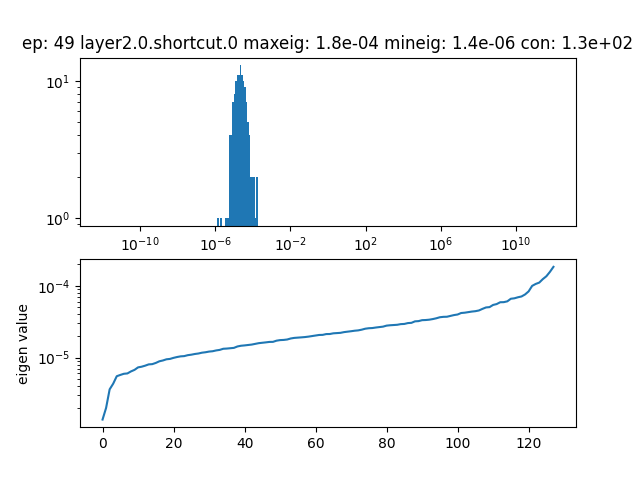 ep: 49 layer2.0.shortcut.0 maxeig: 1.8e-04 mineig: 1.4e-06 con: 1.3e+02
10¹
10⁰
10⁻¹⁰ 10⁻⁶ 10⁻² 10² 10⁶ 10¹⁰
10⁻⁴
10⁻⁵
eigen value
0 20 40 60 80 100 120